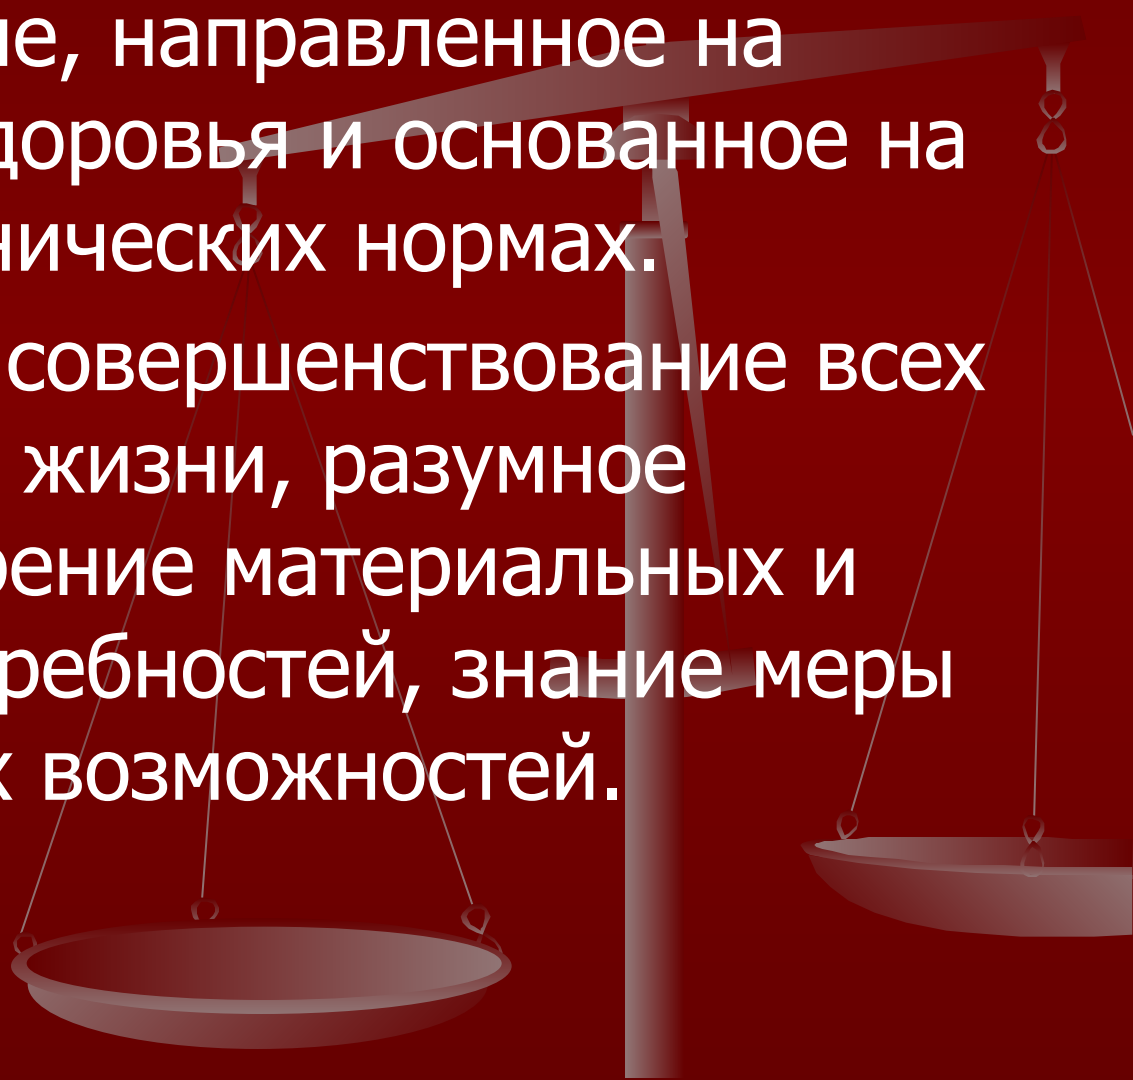 ие, направленное на
доровья и основанное на
нических нормах.
совершенствование всех
жизни, разумное
рение материальных и
ребностей, знание меры
х возможностей.